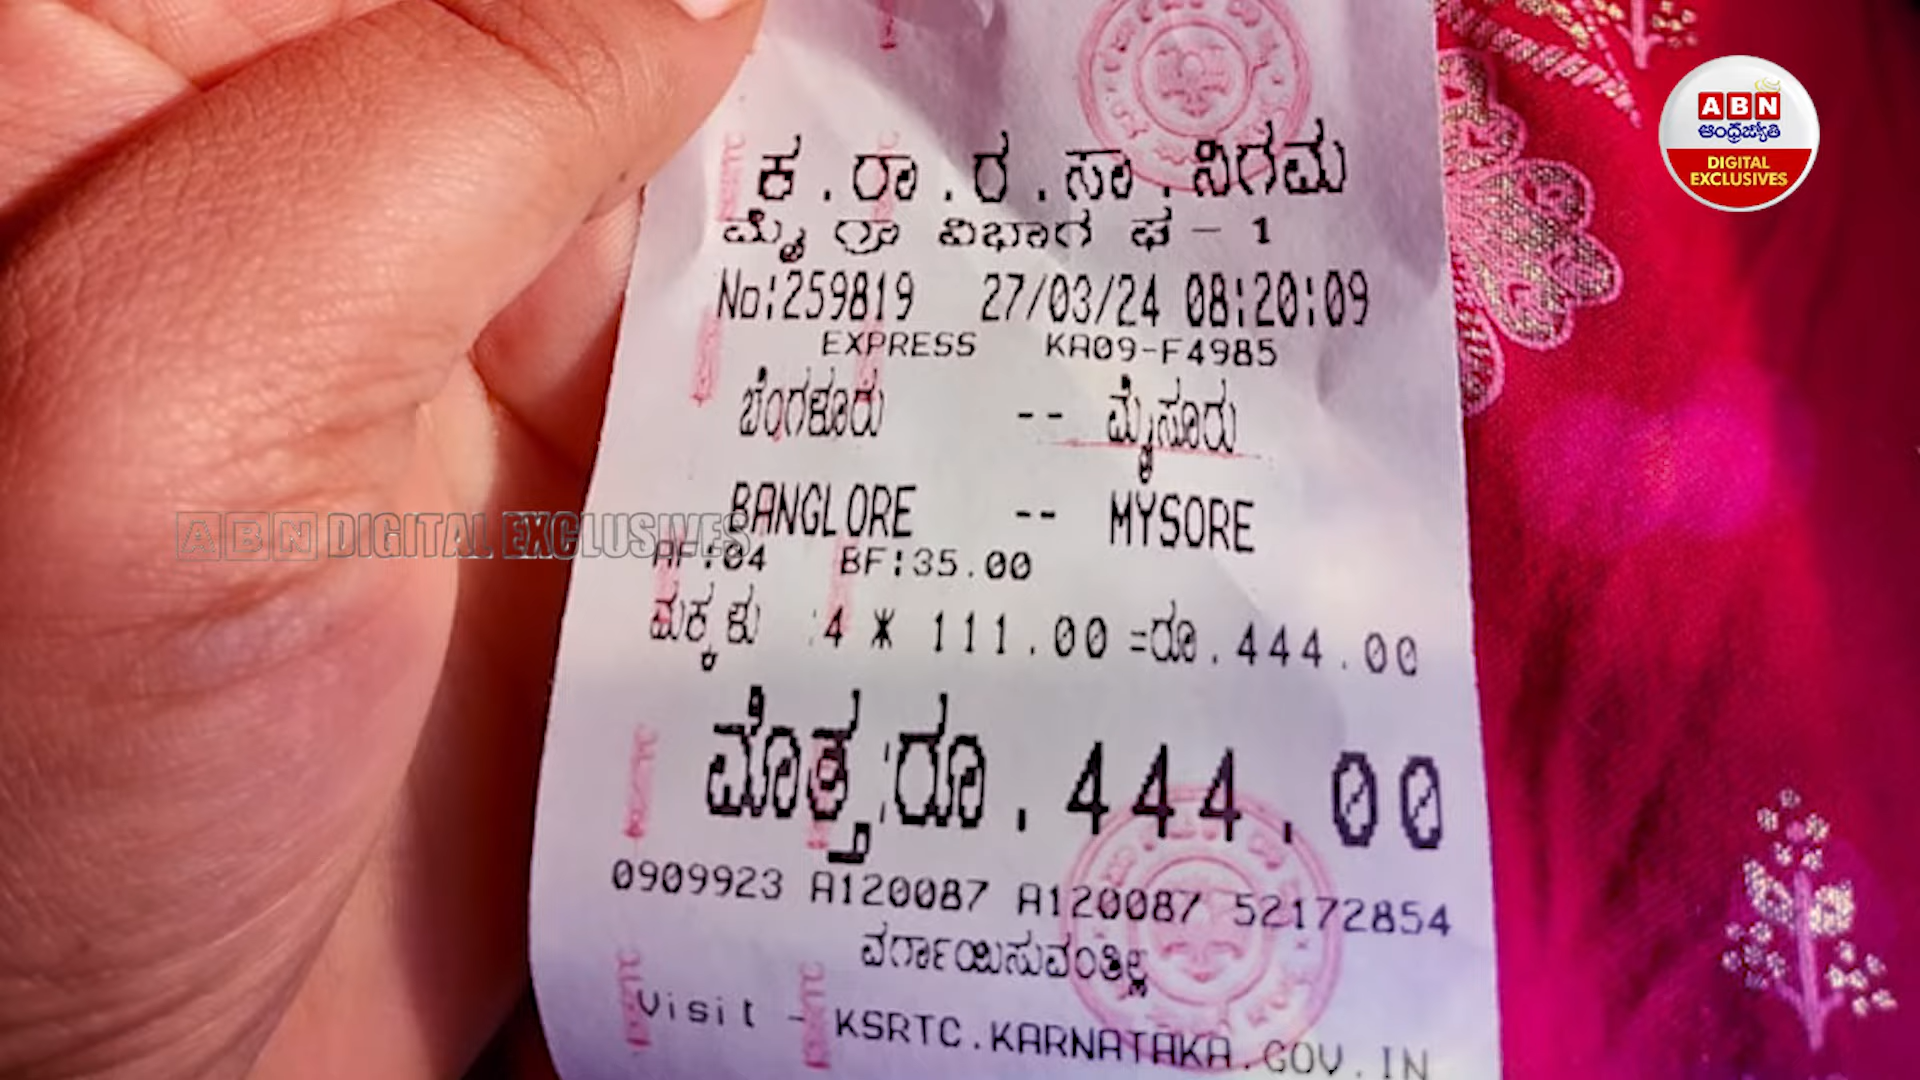 ABN
ఆంధ్రజ్యోతి
DIGITAL
EXCLUSIVES
ಕ.ರಾ.ರ.ಸಾ.ನಿಗಮ
ಮೈ ಗ್ರಾ ವಿಭಾಗ ಘ - 1
No:259819 27/03/24 08:20:09
EXPRESS KA09-F4985
ಬೆಂಗಳೂರು -- ಮೈಸೂರು
BANGLORE -- MYSORE
ABN DIGITAL EXCLUSIVES
AF:04 BF:35.00
ಮಕ್ಕಳು :4 * 111.00 =ರೂ.444.00
ಮೊತ್ತ:ರೂ.444.00
0909923 A120087 A120087 52172854
ವರ್ಗಾಯಿಸುವಂತಿಲ್ಲ
Visit - KSRTC.KARNATAKA.GOV.IN